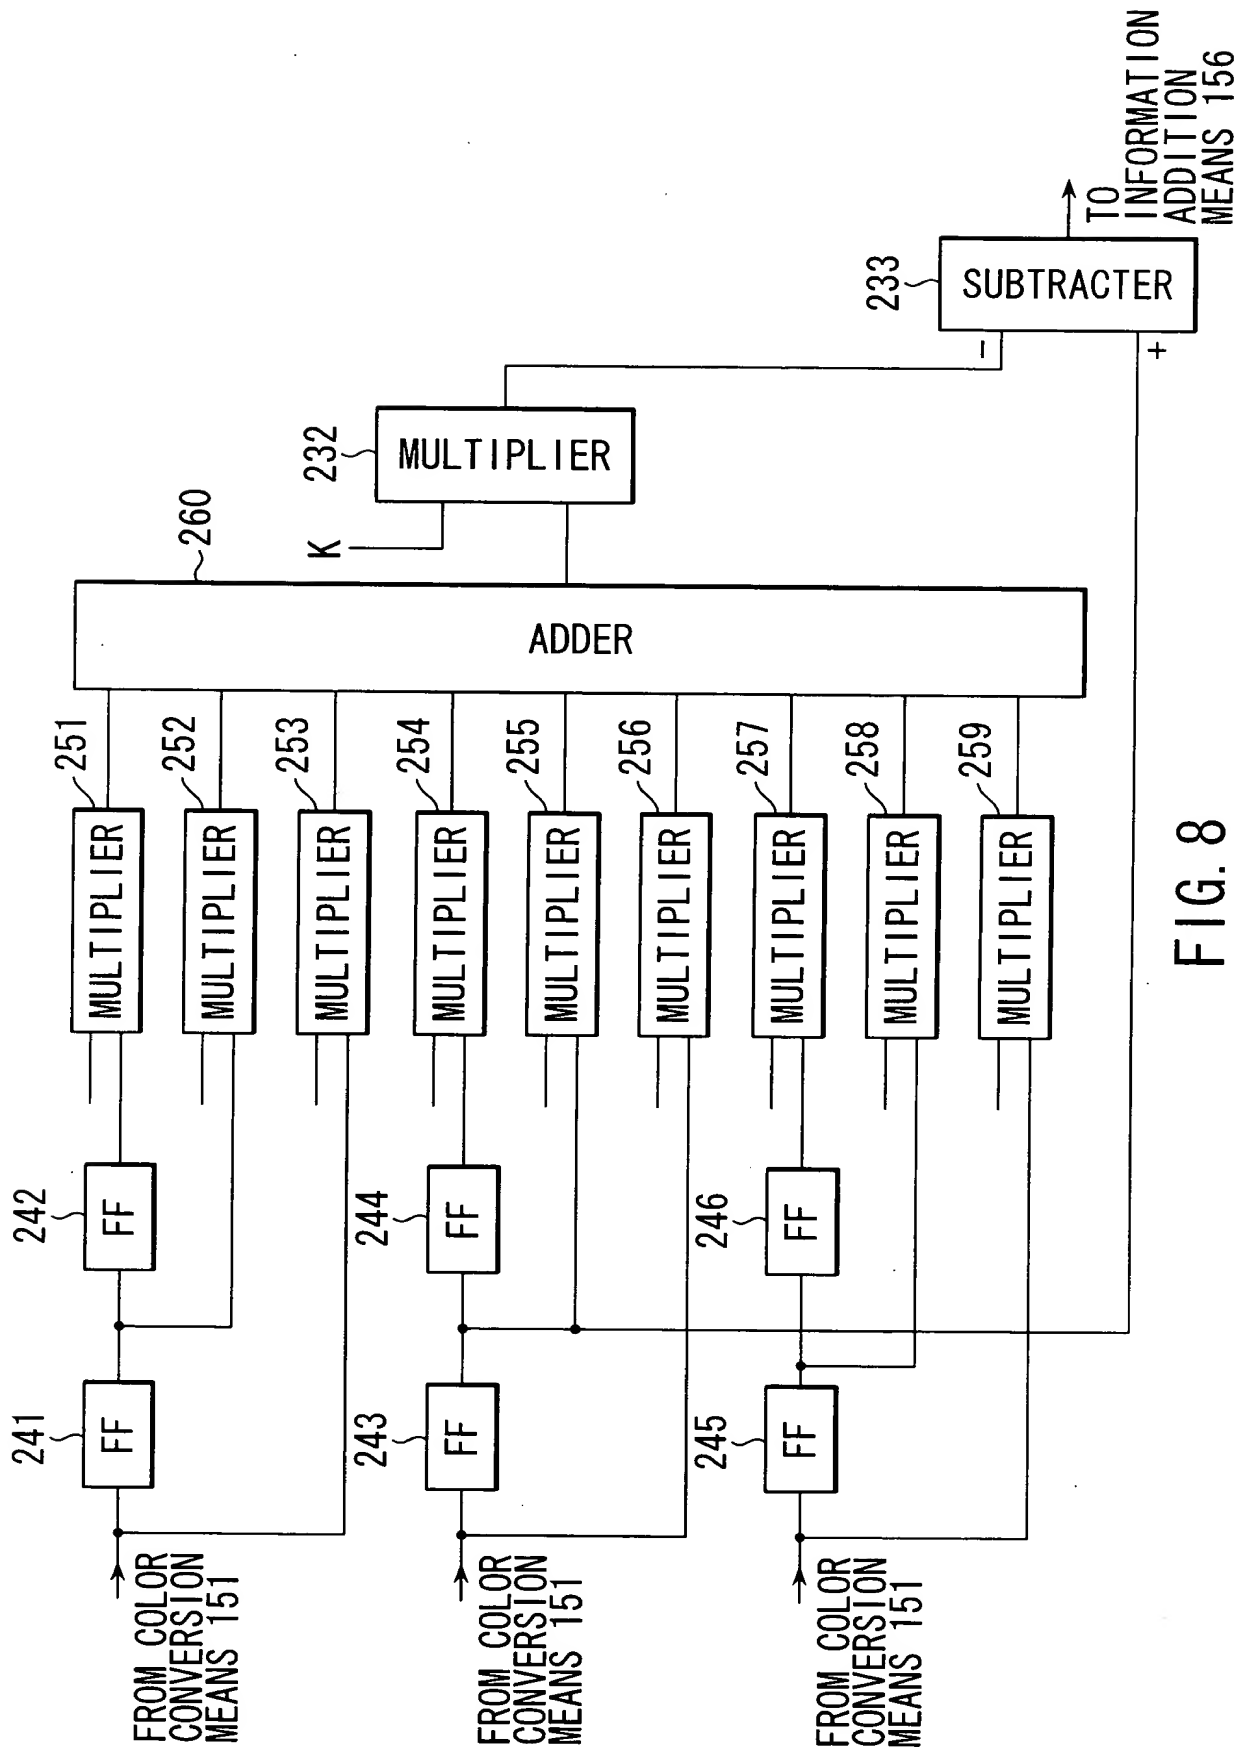 FROM COLOR
CONVERSION
MEANS 151
FROM COLOR
CONVERSION
MEANS 151
FROM COLOR
CONVERSION
MEANS 151
241
FF
242
FF
243
FF
244
FF
245
FF
246
FF
MULTIPLIER
251
MULTIPLIER
252
MULTIPLIER
253
MULTIPLIER
254
MULTIPLIER
255
MULTIPLIER
256
MULTIPLIER
257
MULTIPLIER
258
MULTIPLIER
259
ADDER
260
K
232
MULTIPLIER
-
+
233
SUBTRACTER
TO
INFORMATION
ADDITION
MEANS 156
FIG. 8